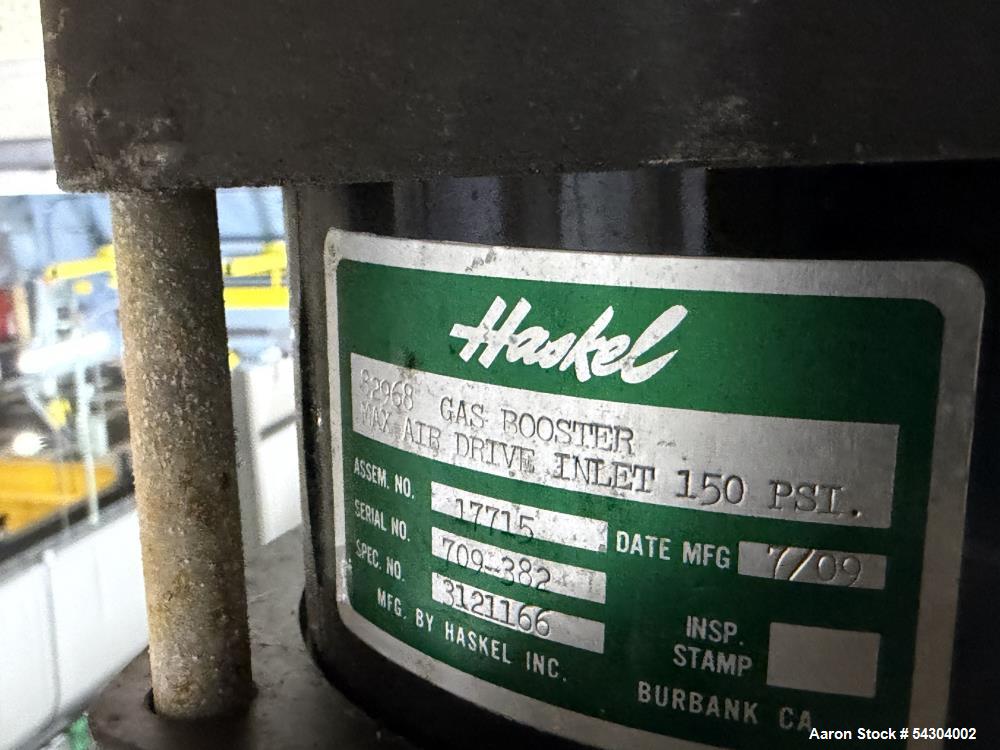 Haskel
82968 GAS BOOSTER
MAX AIR DRIVE INLET 150 PSI.
ASSEM. NO. 17715
SERIAL NO. 709-382 DATE MFG 7/09
SPEC. NO. 3121166
MFG. BY HASKEL INC.
INSP.
STAMP
BURBANK CA
Aaron Stock # 54304002